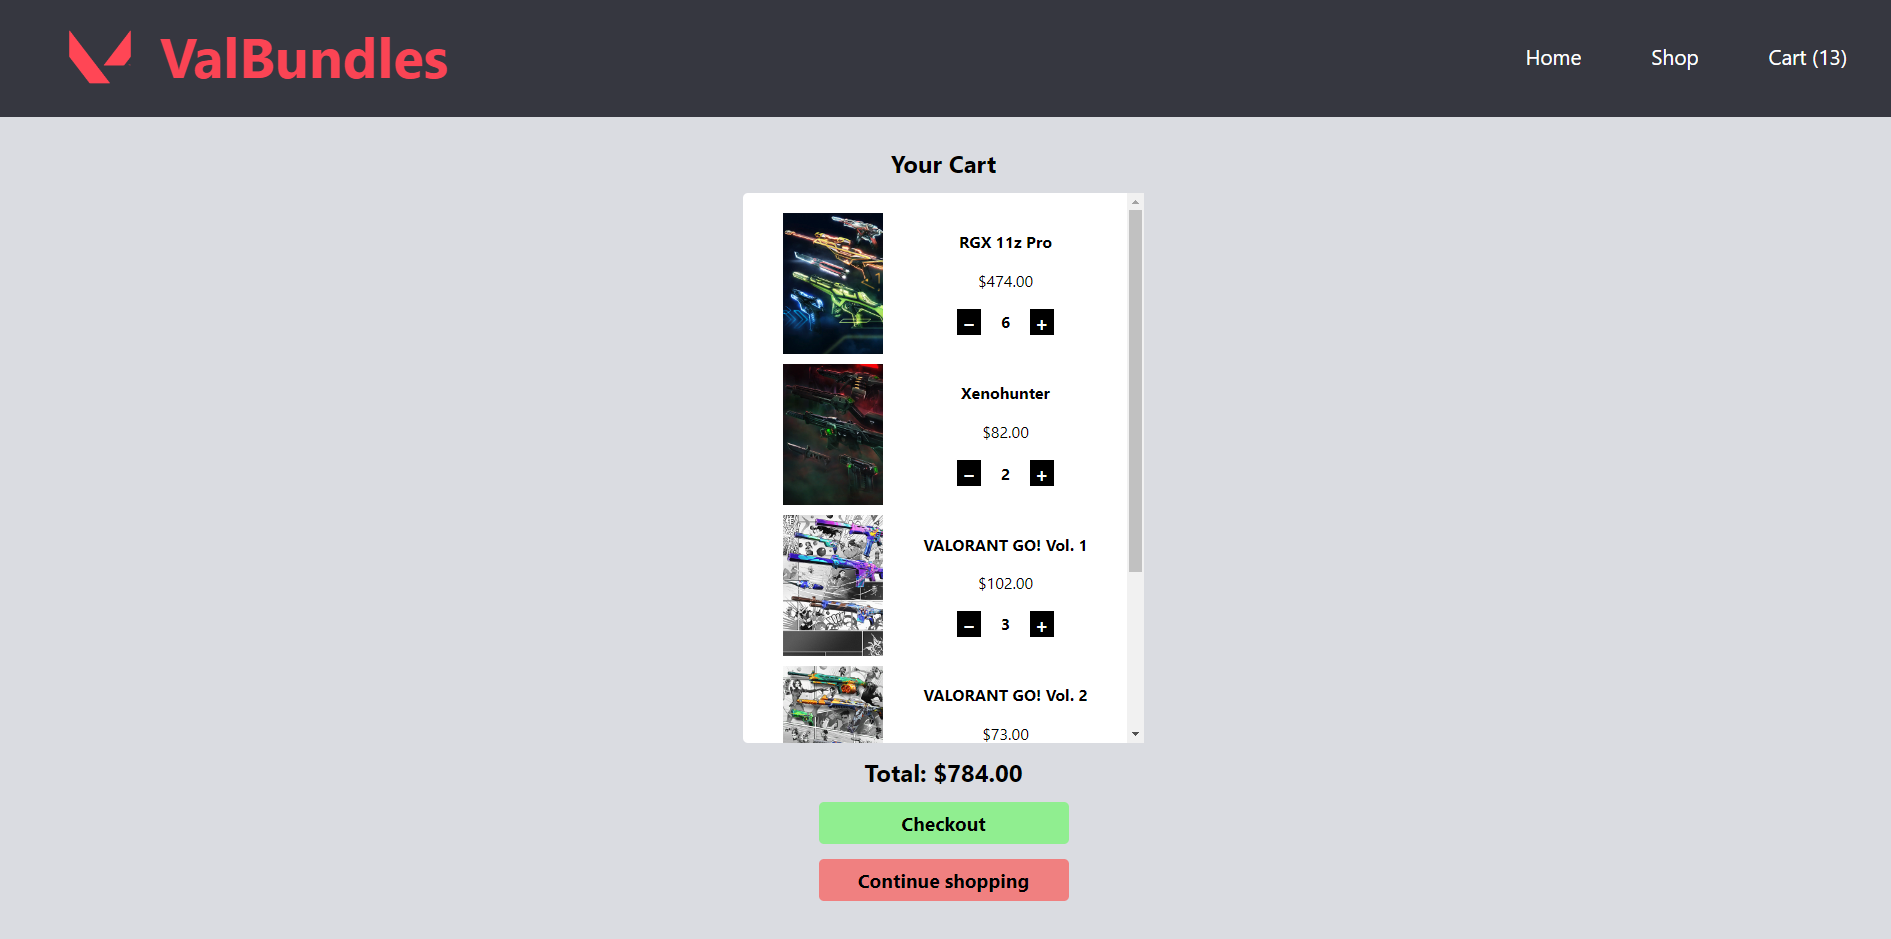 ValBundles
Home
Shop
Cart (13)
Your Cart
RGX 11z Pro
$474.00
– 6 +
Xenohunter
$82.00
– 2 +
VALORANT GO! Vol. 1
$102.00
– 3 +
VALORANT GO! Vol. 2
$73.00
Total: $784.00
Checkout
Continue shopping